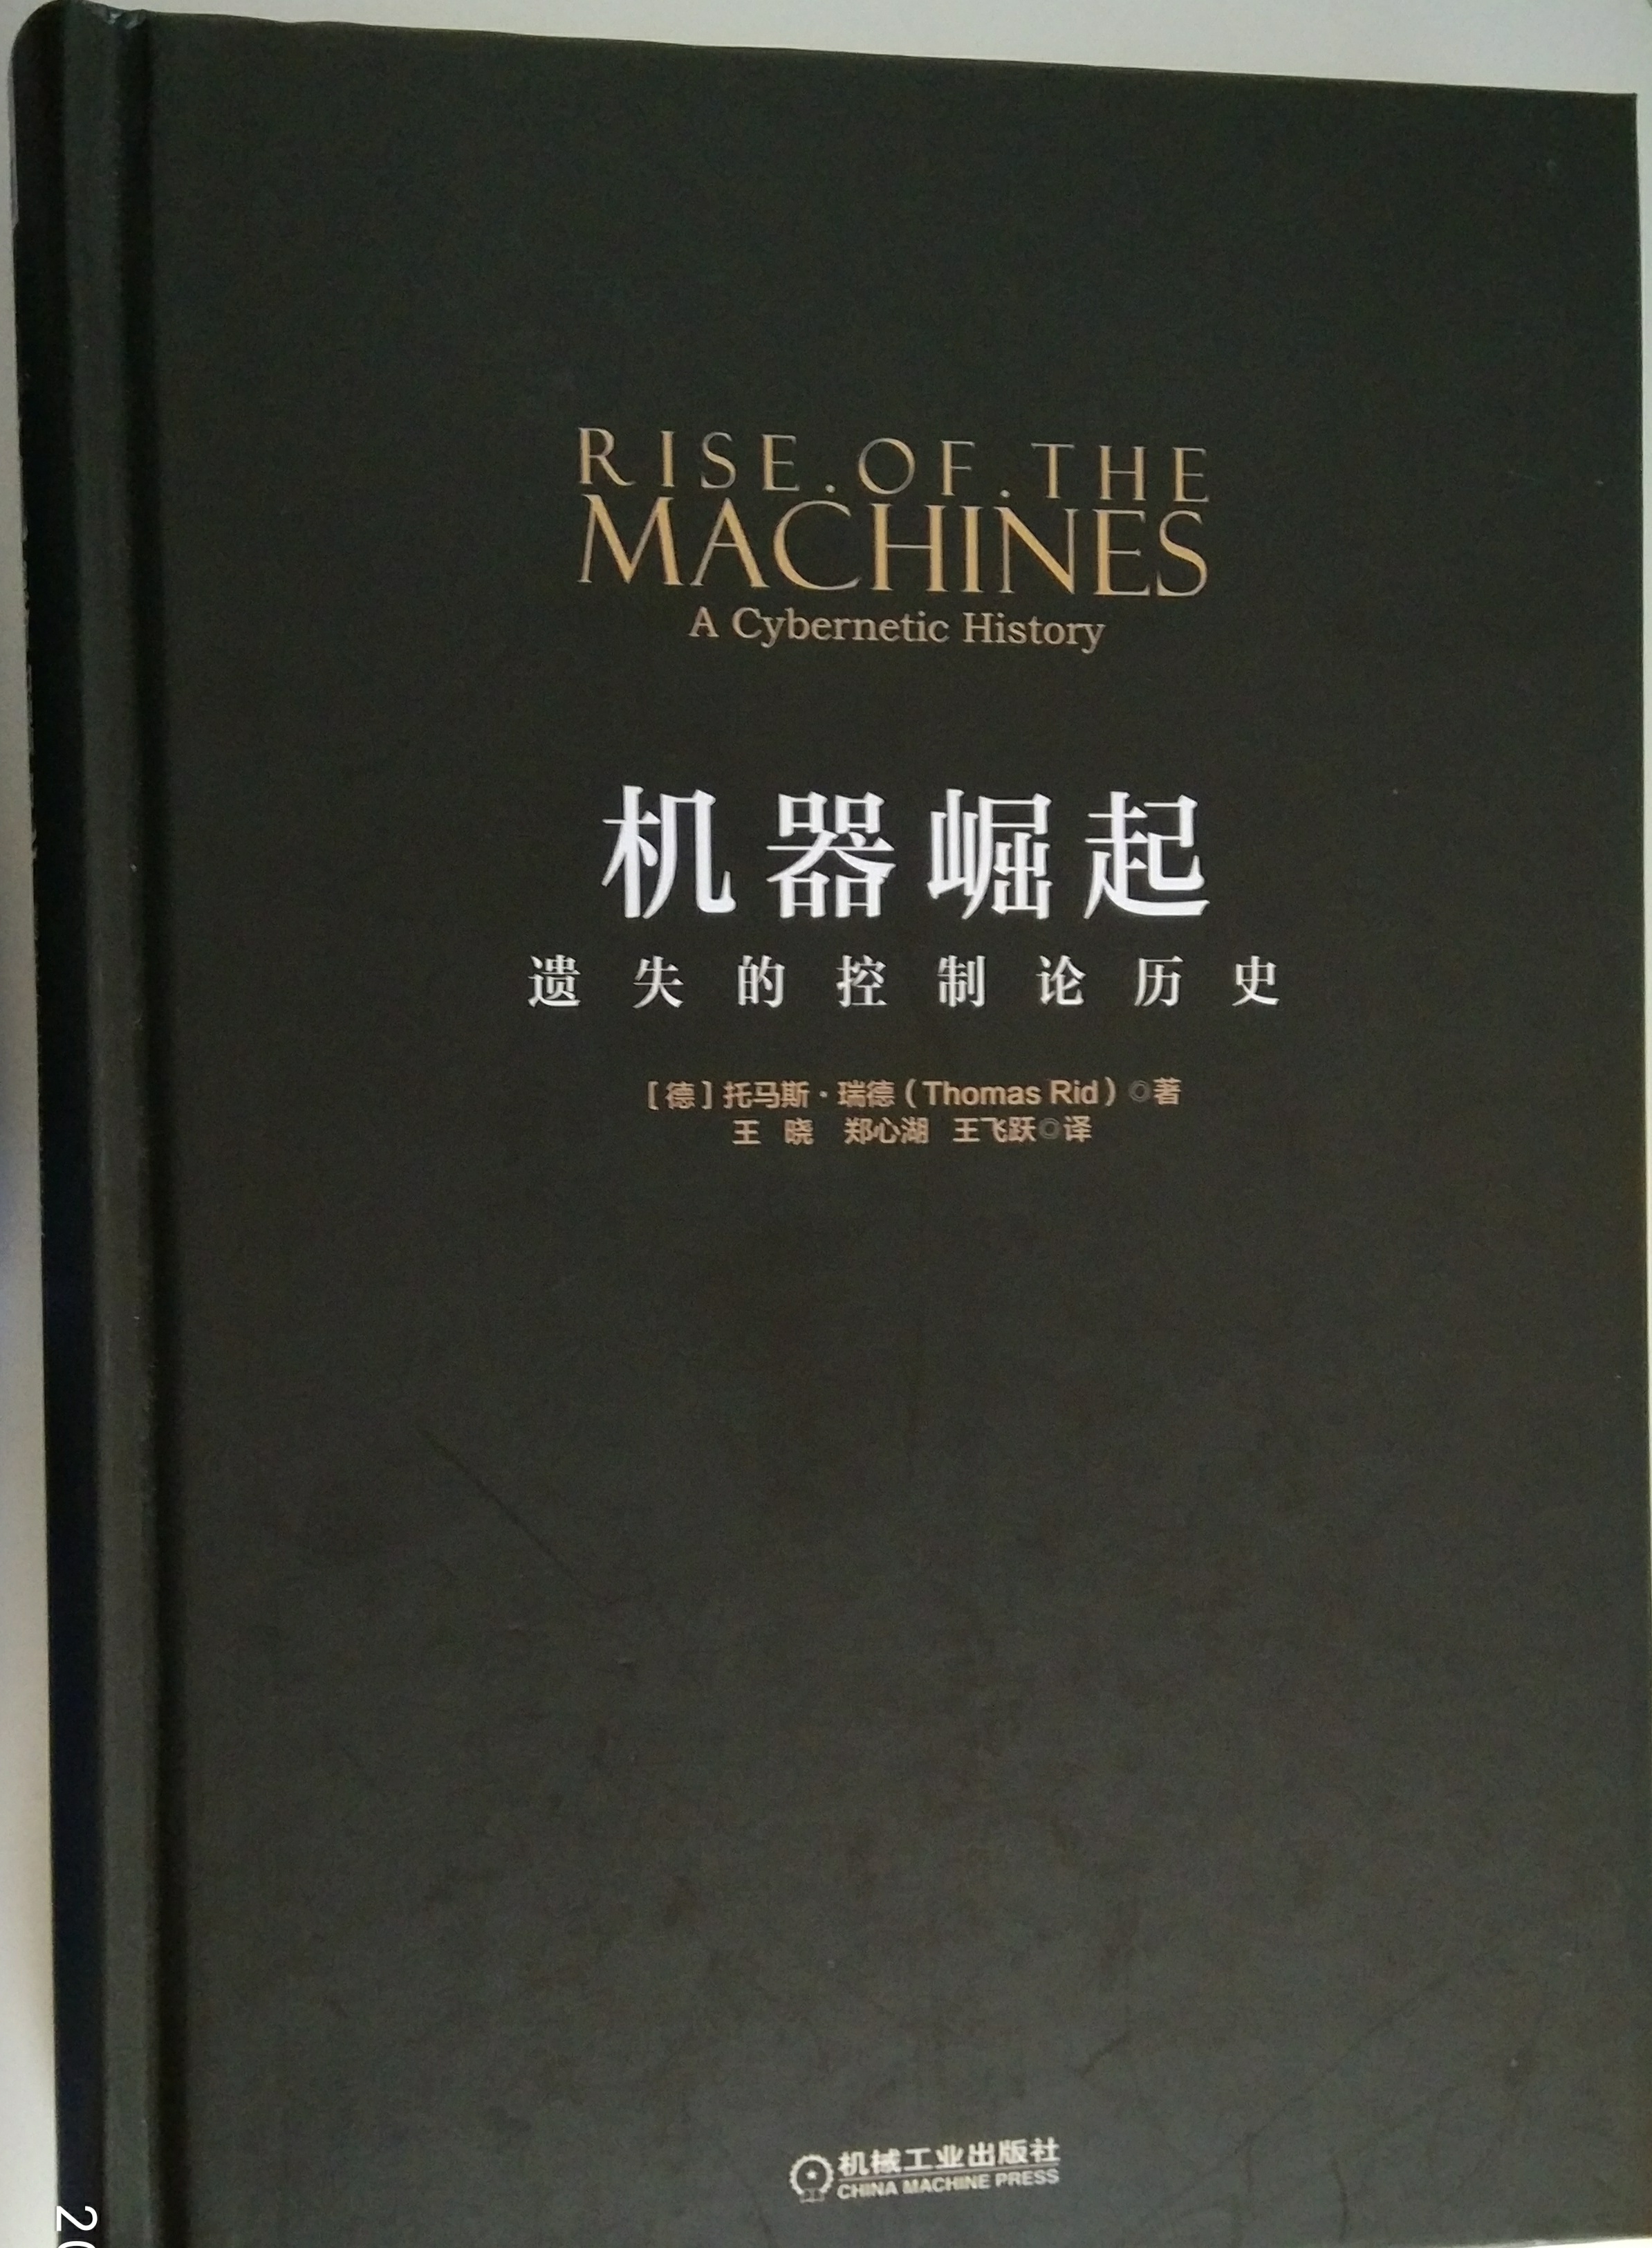 RISE.OF.THE
MACHINES
A Cybernetic History
机器崛起
遗失的控制论历史
[德]托马斯·瑞德(Thomas Rid)◎著
王 晓 郑心湖 王飞跃◎译
机械工业出版社
CHINA MACHINE PRESS